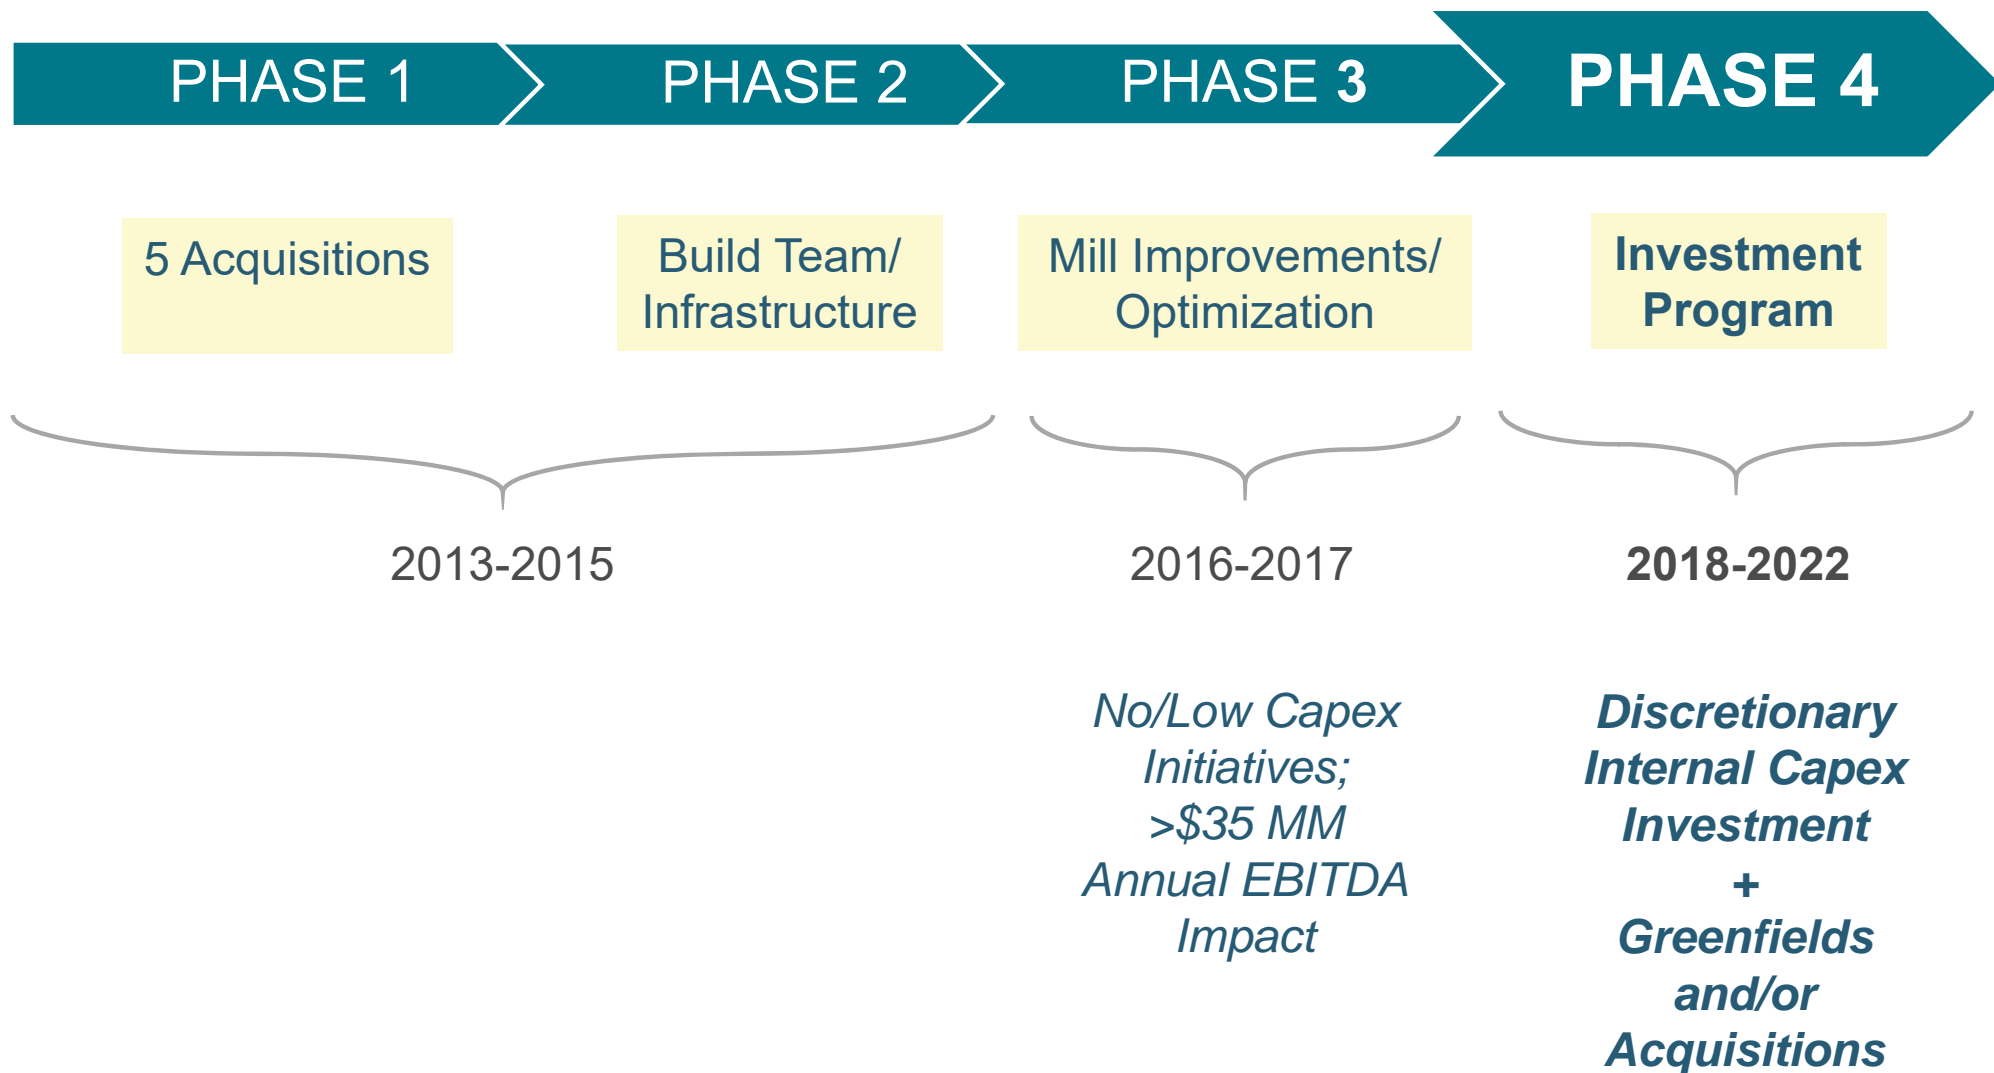 PHASE 1
PHASE 2
PHASE 3
PHASE 4
5 Acquisitions
Build Team/
Infrastructure
Mill Improvements/
Optimization
Investment
Program
2013-2015
2016-2017
2018-2022
No/Low Capex
Initiatives;
>$35 MM
Annual EBITDA
Impact
Discretionary
Internal Capex
Investment
+
Greenfields
and/or
Acquisitions